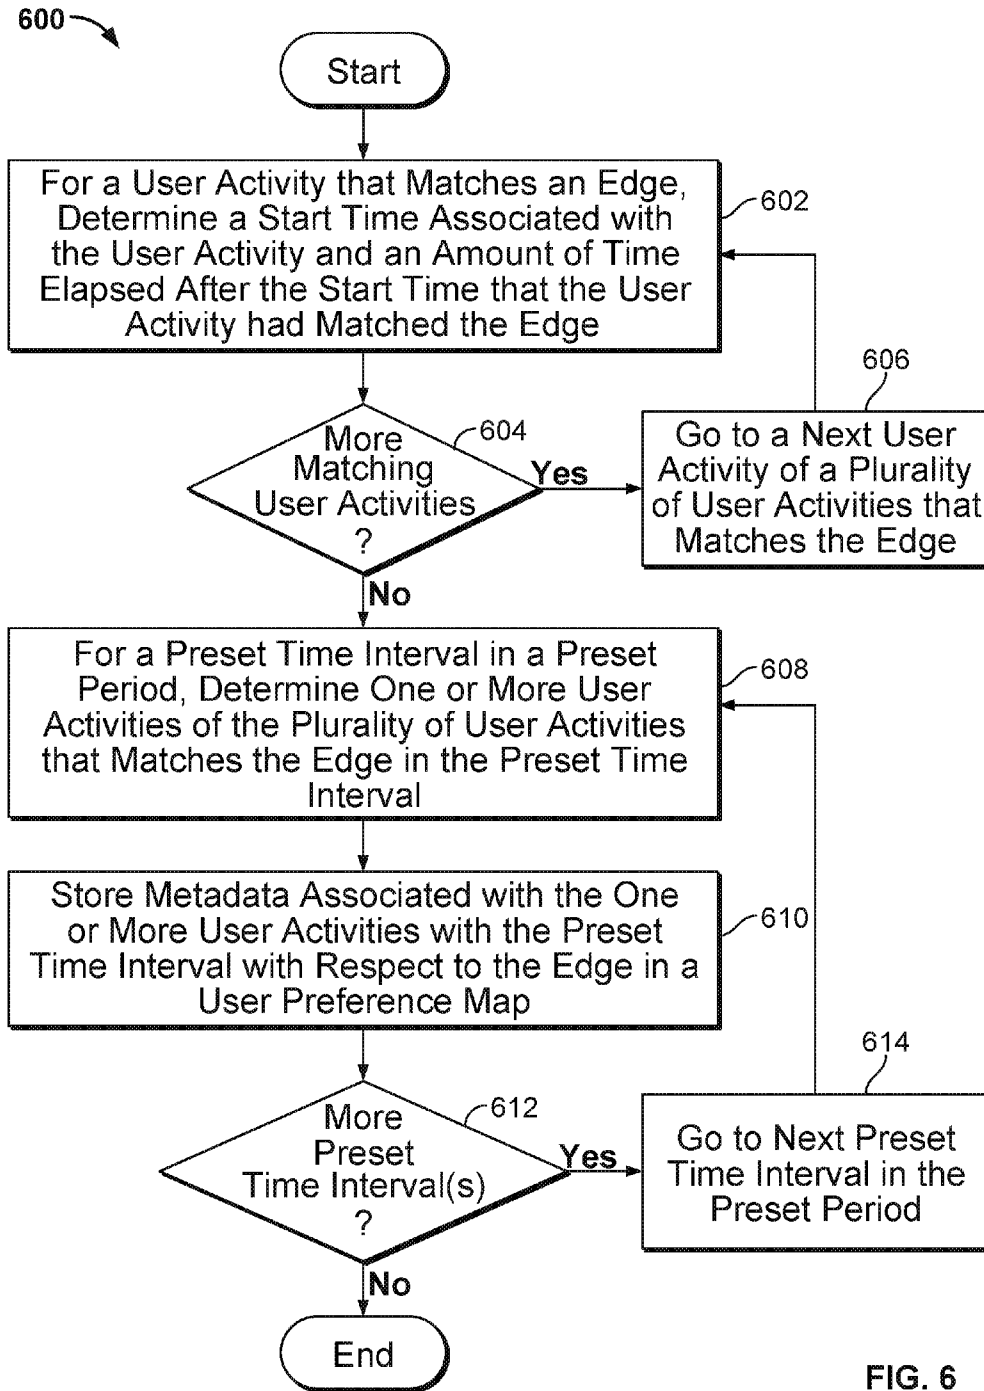 600
Start
For a User Activity that Matches an Edge,
Determine a Start Time Associated with
the User Activity and an Amount of Time
Elapsed After the Start Time that the User
Activity had Matched the Edge
602
606
More
Matching
User Activities
?
604
Yes
Go to a Next User
Activity of a Plurality
of User Activities that
Matches the Edge
No
For a Preset Time Interval in a Preset
Period, Determine One or More User
Activities of the Plurality of User Activities
that Matches the Edge in the Preset Time
Interval
608
Store Metadata Associated with the One
or More User Activities with the Preset
Time Interval with Respect to the Edge in a
User Preference Map
610
614
More
Preset
Time Interval(s)
?
612
Yes
Go to Next Preset
Time Interval in the
Preset Period
No
End
FIG. 6